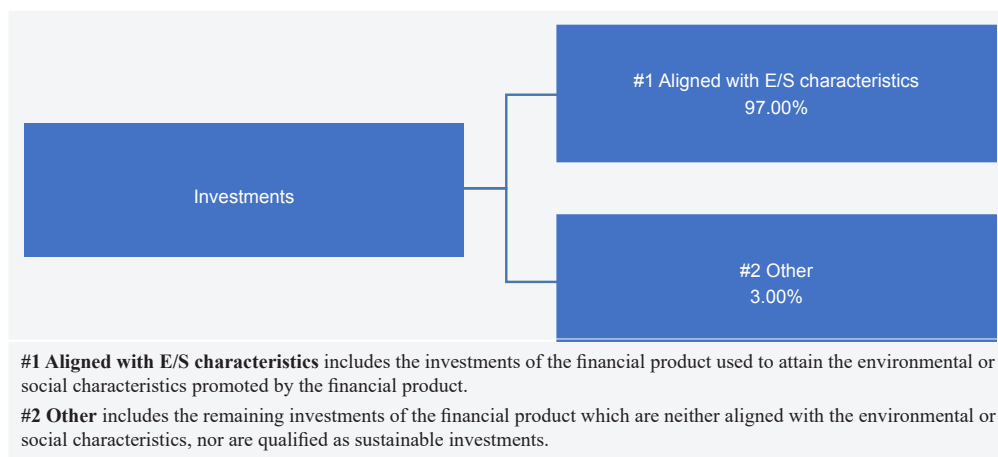 #1 Aligned with E/S characteristics
97.00%
Investments
#2 Other
3.00%
#1 Aligned with E/S characteristics includes the investments of the financial product used to attain the environmental or
social characteristics promoted by the financial product.
#2 Other includes the remaining investments of the financial product which are neither aligned with the environmental or
social characteristics, nor are qualified as sustainable investments.